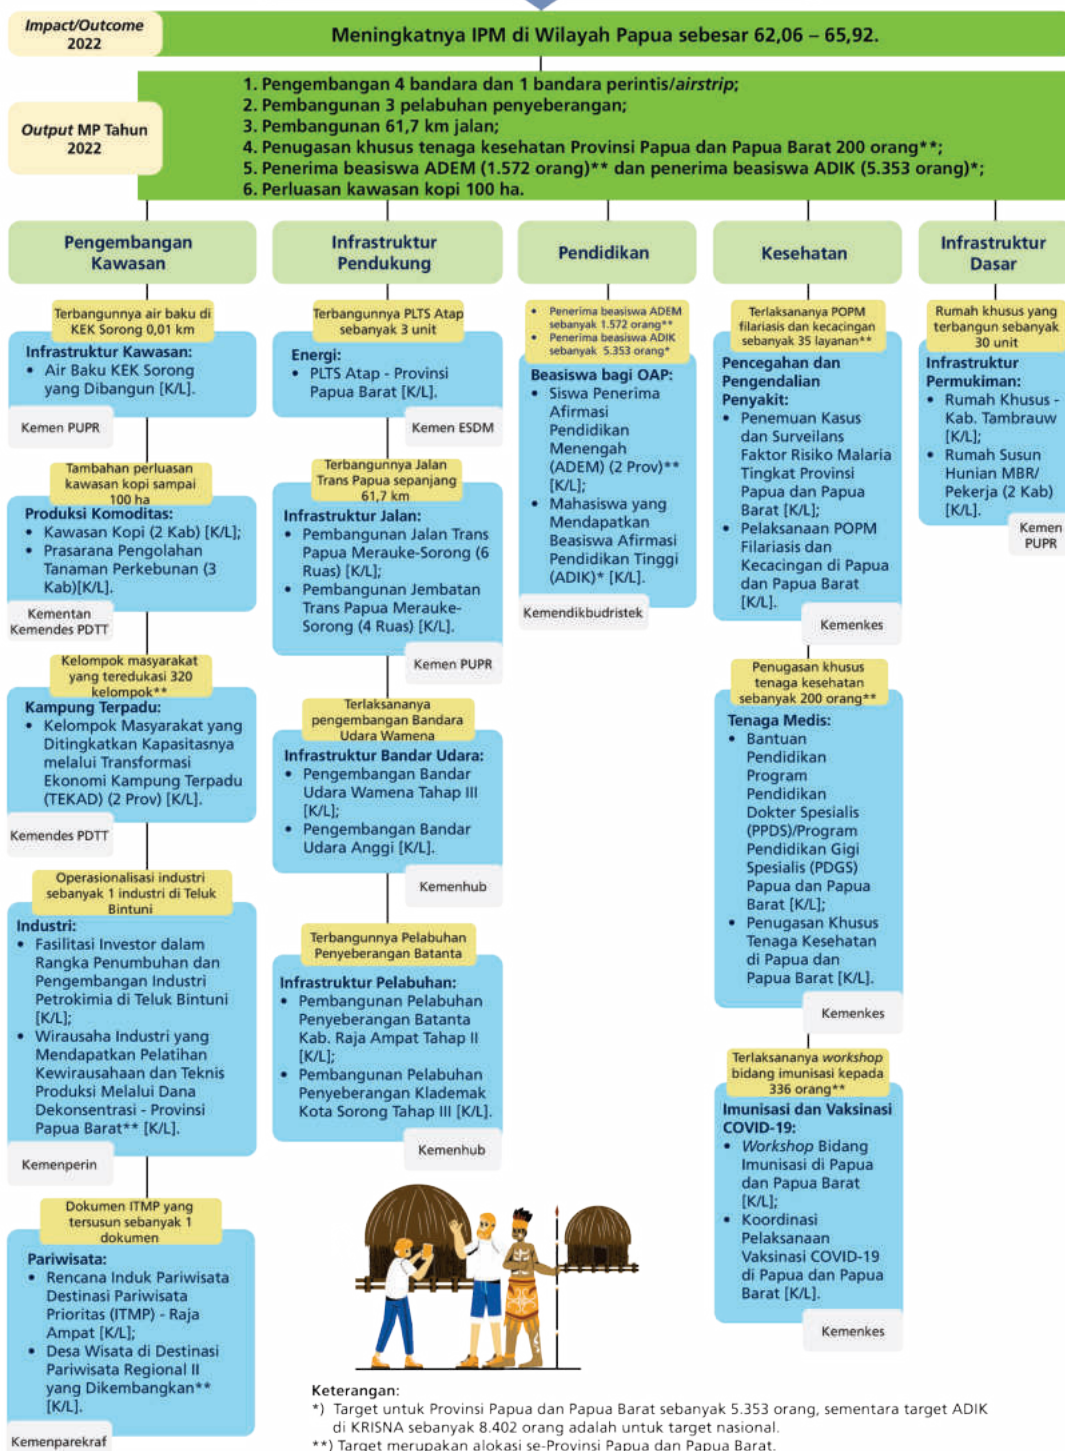 Impact/Outcome
2022
Meningkatnya IPM di Wilayah Papua sebesar 62,06 – 65,92.
Output MP Tahun
2022
1. Pengembangan 4 bandara dan 1 bandara perintis/airstrip;
2. Pembangunan 3 pelabuhan penyeberangan;
3. Pembangunan 61,7 km jalan;
4. Penugasan khusus tenaga kesehatan Provinsi Papua dan Papua Barat 200 orang**;
5. Penerima beasiswa ADEM (1.572 orang)** dan penerima beasiswa ADIK (5.353 orang)*;
6. Perluasan kawasan kopi 100 ha.
Pengembangan
Kawasan
Terbangunnya air baku di
KEK Sorong 0,01 km
Infrastruktur Kawasan:
• Air Baku KEK Sorong
yang Dibangun [K/L].
Kemen PUPR
Tambahan perluasan
kawasan kopi sampai
100 ha
Produksi Komoditas:
• Kawasan Kopi (2 Kab) [K/L];
• Prasarana Pengolahan
Tanaman Perkebunan (3
Kab)[K/L].
Kementan
Kemendes PDTT
Kelompok masyarakat
yang teredukasi 320
kelompok**
Kampung Terpadu:
• Kelompok Masyarakat yang
Ditingkatkan Kapasitasnya
melalui Transformasi
Ekonomi Kampung Terpadu
(TEKAD) (2 Prov) [K/L].
Kemendes PDTT
Operasionalisasi industri
sebanyak 1 industri di Teluk
Bintuni
Industri:
• Fasilitasi Investor dalam
Rangka Penumbuhan dan
Pengembangan Industri
Petrokimia di Teluk Bintuni
[K/L];
• Wirausaha Industri yang
Mendapatkan Pelatihan
Kewirausahaan dan Teknis
Produksi Melalui Dana
Dekonsentrasi - Provinsi
Papua Barat** [K/L].
Kemenperin
Dokumen ITMP yang
tersusun sebanyak 1
dokumen
Pariwisata:
• Rencana Induk Pariwisata
Destinasi Pariwisata
Prioritas (ITMP) - Raja
Ampat [K/L];
• Desa Wisata di Destinasi
Pariwisata Regional II
yang Dikembangkan**
[K/L].
Kemenparekraf
Infrastruktur
Pendukung
Terbangunnya PLTS Atap
sebanyak 3 unit
Energi:
• PLTS Atap - Provinsi
Papua Barat [K/L].
Kemen ESDM
Terbangunnya Jalan
Trans Papua sepanjang
61,7 km
Infrastruktur Jalan:
• Pembangunan Jalan Trans
Papua Merauke-Sorong (6
Ruas) [K/L];
• Pembangunan Jembatan
Trans Papua Merauke-
Sorong (4 Ruas) [K/L].
Kemen PUPR
Terlaksananya
pengembangan Bandara
Udara Wamena
Infrastruktur Bandar Udara:
• Pengembangan Bandar
Udara Wamena Tahap III
[K/L];
• Pengembangan Bandar
Udara Anggi [K/L].
Kemenhub
Terbangunnya Pelabuhan
Penyeberangan Batanta
Infrastruktur Pelabuhan:
• Pembangunan Pelabuhan
Penyeberangan Batanta
Kab. Raja Ampat Tahap II
[K/L];
• Pembangunan Pelabuhan
Penyeberangan Klademak
Kota Sorong Tahap III [K/L].
Kemenhub
Pendidikan
• Penerima beasiswa ADEM
sebanyak 1.572 orang**
• Penerima beasiswa ADIK
sebanyak 5.353 orang*
Beasiswa bagi OAP:
• Siswa Penerima
Afirmasi
Pendidikan
Menengah
(ADEM) (2 Prov)**
[K/L];
• Mahasiswa yang
Mendapatkan
Beasiswa Afirmasi
Pendidikan Tinggi
(ADIK)* [K/L].
Kemendikbudristek
Kesehatan
Terlaksananya POPM
filariasis dan kecacingan
sebanyak 35 layanan**
Pencegahan dan
Pengendalian
Penyakit:
• Penemuan Kasus
dan Surveilans
Faktor Risiko Malaria
Tingkat Provinsi
Papua dan Papua
Barat [K/L];
• Pelaksanaan POPM
Filariasis dan
Kecacingan di Papua
dan Papua Barat
[K/L].
Kemenkes
Penugasan khusus
tenaga kesehatan
sebanyak 200 orang**
Tenaga Medis:
• Bantuan
Pendidikan
Program
Pendidikan
Dokter Spesialis
(PPDS)/Program
Pendidikan Gigi
Spesialis (PDGS)
Papua dan Papua
Barat [K/L];
• Penugasan Khusus
Tenaga Kesehatan
di Papua dan
Papua Barat [K/L].
Kemenkes
Terlaksananya workshop
bidang imunisasi kepada
336 orang**
Imunisasi dan Vaksinasi
COVID-19:
• Workshop Bidang
Imunisasi di Papua
dan Papua Barat
[K/L];
• Koordinasi
Pelaksanaan
Vaksinasi COVID-19
di Papua dan Papua
Barat [K/L].
Kemenkes
Infrastruktur
Dasar
Rumah khusus yang
terbangun sebanyak
30 unit
Infrastruktur
Permukiman:
• Rumah Khusus -
Kab. Tambrauw
[K/L];
• Rumah Susun
Hunian MBR/
Pekerja (2 Kab)
[K/L].
Kemen
PUPR
Keterangan:
*) Target untuk Provinsi Papua dan Papua Barat sebanyak 5.353 orang, sementara target ADIK
di KRISNA sebanyak 8.402 orang adalah untuk target nasional.
**) Target merupakan alokasi se-Provinsi Papua dan Papua Barat.